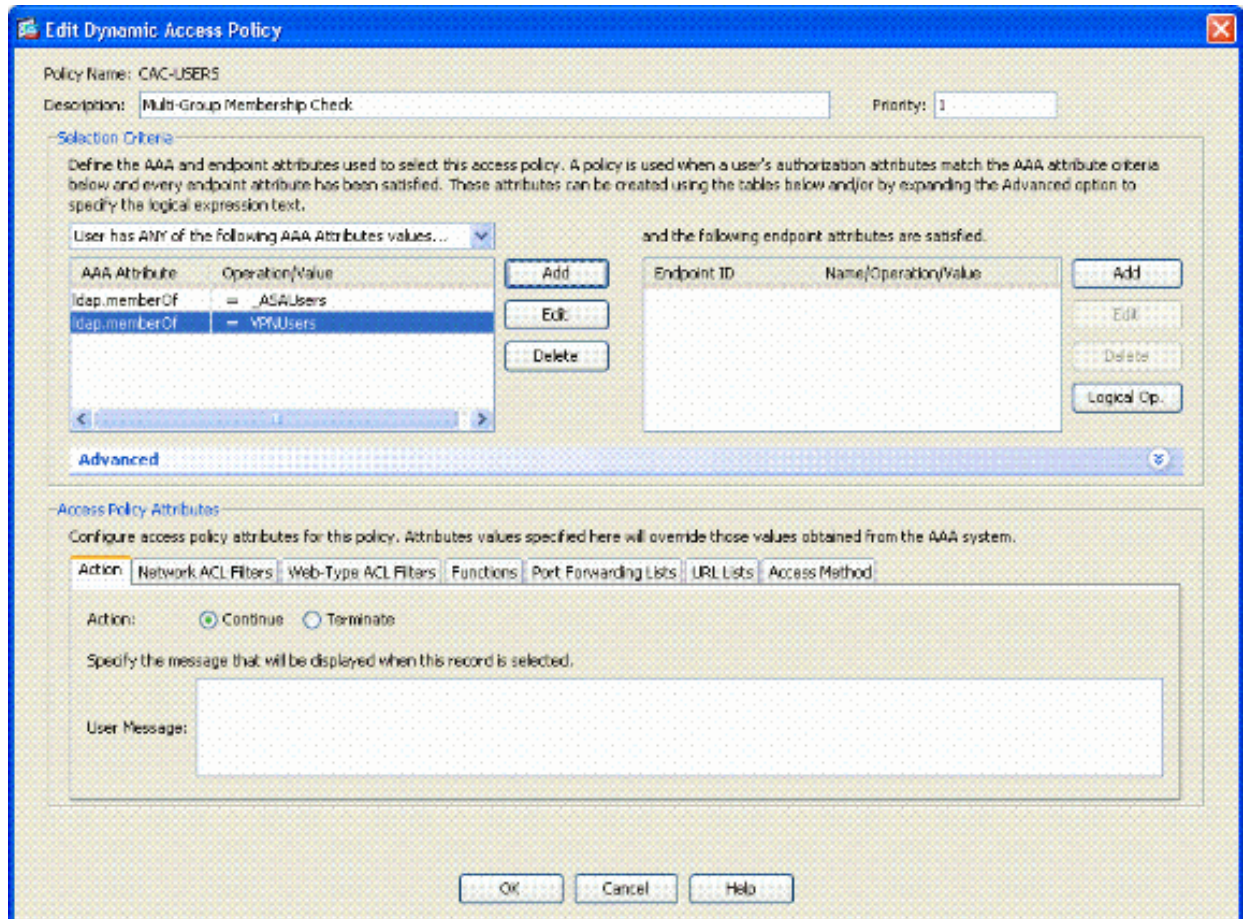 Edit Dynamic Access Policy
Policy Name: CAC-USERS
Description: Multi-Group Membership Check Priority: 1
Selection Criteria
Define the AAA and endpoint attributes used to select this access policy. A policy is used when a user's authorization attributes match the AAA attribute criteria
below and every endpoint attribute has been satisfied. These attributes can be created using the tables below and/or by expanding the Advanced option to
specify the logical expression text.
User has ANY of the following AAA Attributes values... and the following endpoint attributes are satisfied.
AAA Attribute Operation/Value Add Endpoint ID Name/Operation/Value Add
ldap.memberOf = _ASAUsers
Edit Edit
ldap.memberOf = VPNUsers
Delete Delete
Logical Op.
Advanced
Access Policy Attributes
Configure access policy attributes for this policy. Attributes values specified here will override those values obtained from the AAA system.
Action Network ACL Filters Web-Type ACL Filters Functions Port Forwarding Lists URL Lists Access Method
Action: Continue Terminate
Specify the message that will be displayed when this record is selected.
User Message:
OK Cancel Help